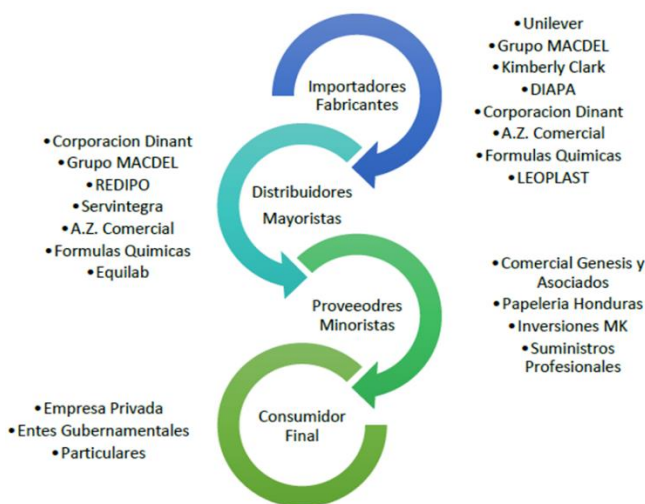 Importadores
Fabricantes
•Unilever
•Grupo MACDEL
•Kimberly Clark
•DIAPA
•Corporacion Dinant
•A.Z. Comercial
•Formulas Quimicas
•LEOPLAST
•Corporacion Dinant
•Grupo MACDEL
•REDIPO
•Servintegra
•A.Z. Comercial
•Formulas Quimicas
•Equilab
Distribuidores
Mayoristas
Proveeodres
Minoristas
•Comercial Genesis y
Asociados
•Papeleria Honduras
•Inversiones MK
•Suministros
Profesionales
•Empresa Privada
•Entes Gubernamentales
•Particulares
Consumidor
Final